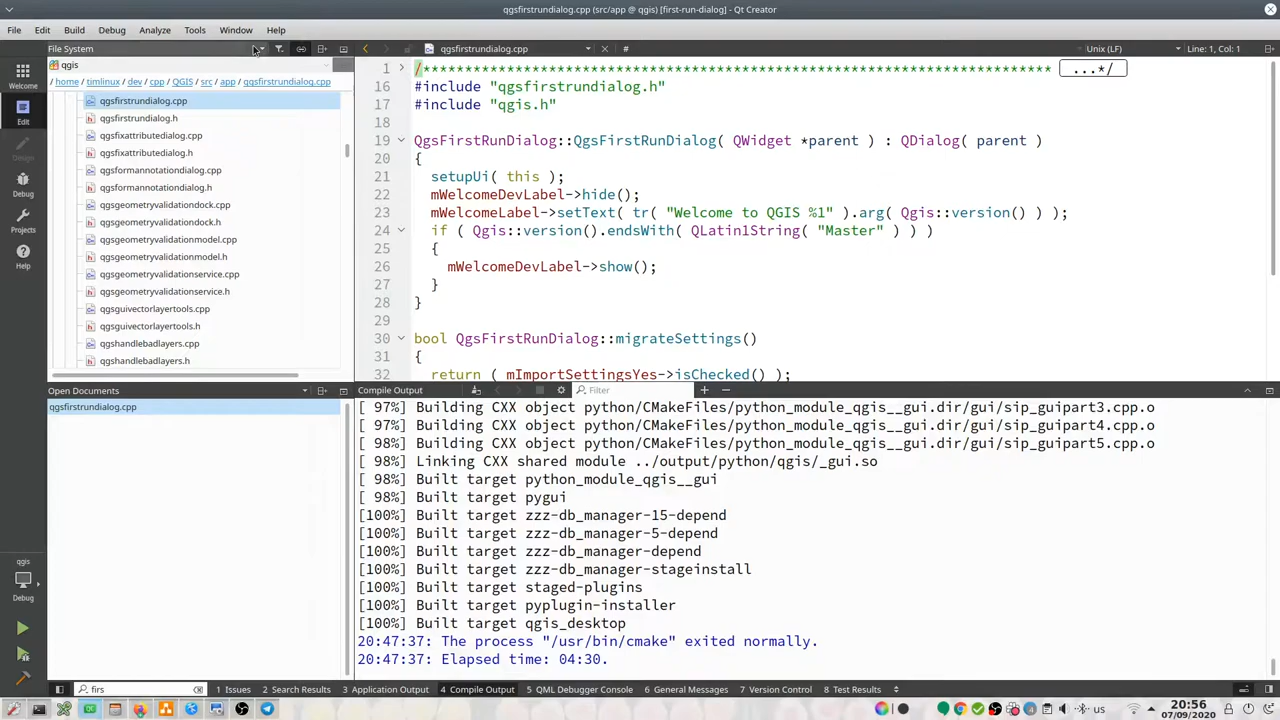 qgsfirstrundialog.cpp (src/app @ qgis) [first-run-dialog] - Qt Creator
File Edit Build Debug Analyze Tools Window Help
File System
qgsfirstrundialog.cpp
#
Unix (LF)
Line: 1, Col: 1
qgis
/ home / timlinux / dev / cpp / QGIS / src / app / qgsfirstrundialog.cpp
Welcome
Edit
Design
Debug
Projects
Help
qgis
Debug
qgsfirstrundialog.cpp
qgsfirstrundialog.h
qgsfixattributedialog.cpp
qgsfixattributedialog.h
qgsformannotationdialog.cpp
qgsformannotationdialog.h
qgsgeometryvalidationdock.cpp
qgsgeometryvalidationdock.h
qgsgeometryvalidationmodel.cpp
qgsgeometryvalidationmodel.h
qgsgeometryvalidationservice.cpp
qgsgeometryvalidationservice.h
qgsguivectorlayertools.cpp
qgsguivectorlayertools.h
qgshandlebadlayers.cpp
qgshandlebadlayers.h
1 /**************************************************************************** ...*/
16 #include "qgsfirstrundialog.h"
17 #include "qgis.h"
18
19 QgsFirstRunDialog::QgsFirstRunDialog( QWidget *parent ) : QDialog( parent )
20 {
21 setupUi( this );
22 mWelcomeDevLabel->hide();
23 mWelcomeLabel->setText( tr( "Welcome to QGIS %1" ).arg( Qgis::version() ) );
24 if ( Qgis::version().endsWith( QLatin1String( "Master" ) ) )
25 {
26 mWelcomeDevLabel->show();
27 }
28 }
29
30 bool QgsFirstRunDialog::migrateSettings()
31 {
32 return ( mImportSettingsYes->isChecked() );
Open Documents
qgsfirstrundialog.cpp
Compile Output
Filter
[ 97%] Building CXX object python/CMakeFiles/python_module_qgis__gui.dir/gui/sip_guipart3.cpp.o
[ 97%] Building CXX object python/CMakeFiles/python_module_qgis__gui.dir/gui/sip_guipart4.cpp.o
[ 98%] Building CXX object python/CMakeFiles/python_module_qgis__gui.dir/gui/sip_guipart5.cpp.o
[ 98%] Linking CXX shared module ../output/python/qgis/_gui.so
[ 98%] Built target python_module_qgis__gui
[ 98%] Built target pygui
[100%] Built target zzz-db_manager-15-depend
[100%] Built target zzz-db_manager-5-depend
[100%] Built target zzz-db_manager-depend
[100%] Built target zzz-db_manager-stageinstall
[100%] Built target staged-plugins
[100%] Built target pyplugin-installer
[100%] Built target qgis_desktop
20:47:37: The process "/usr/bin/cmake" exited normally.
20:47:37: Elapsed time: 04:30.
firs
1 Issues 2 Search Results 3 Application Output 4 Compile Output 5 QML Debugger Console 6 General Messages 7 Version Control 8 Test Results
us
20:56
07/09/2020